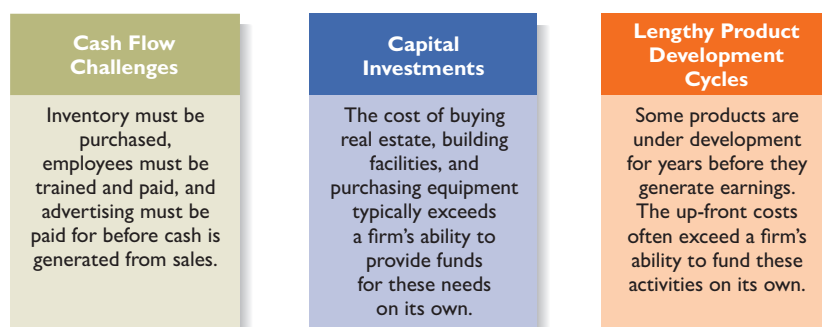 Cash Flow
Challenges
Inventory must be
purchased,
employees must be
trained and paid, and
advertising must be
paid for before cash is
generated from sales.
Capital
Investments
The cost of buying
real estate, building
facilities, and
purchasing equipment
typically exceeds
a firm's ability to
provide funds
for these needs
on its own.
Lengthy Product
Development
Cycles
Some products are
under development
for years before they
generate earnings.
The up-front costs
often exceed a firm's
ability to fund these
activities on its own.